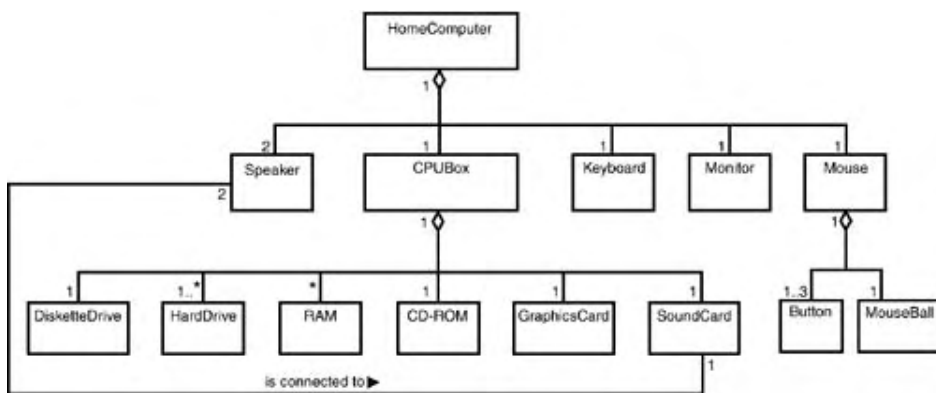 HomeComputer
1
2 1 1 1 1
Speaker CPUBox Keyboard Monitor Mouse
2
1 1
1 1..* * 1 1 1 1..3 1
DisketteDrive HardDrive RAM CD-ROM GraphicsCard SoundCard Button MouseBall
1
is connected to ▶